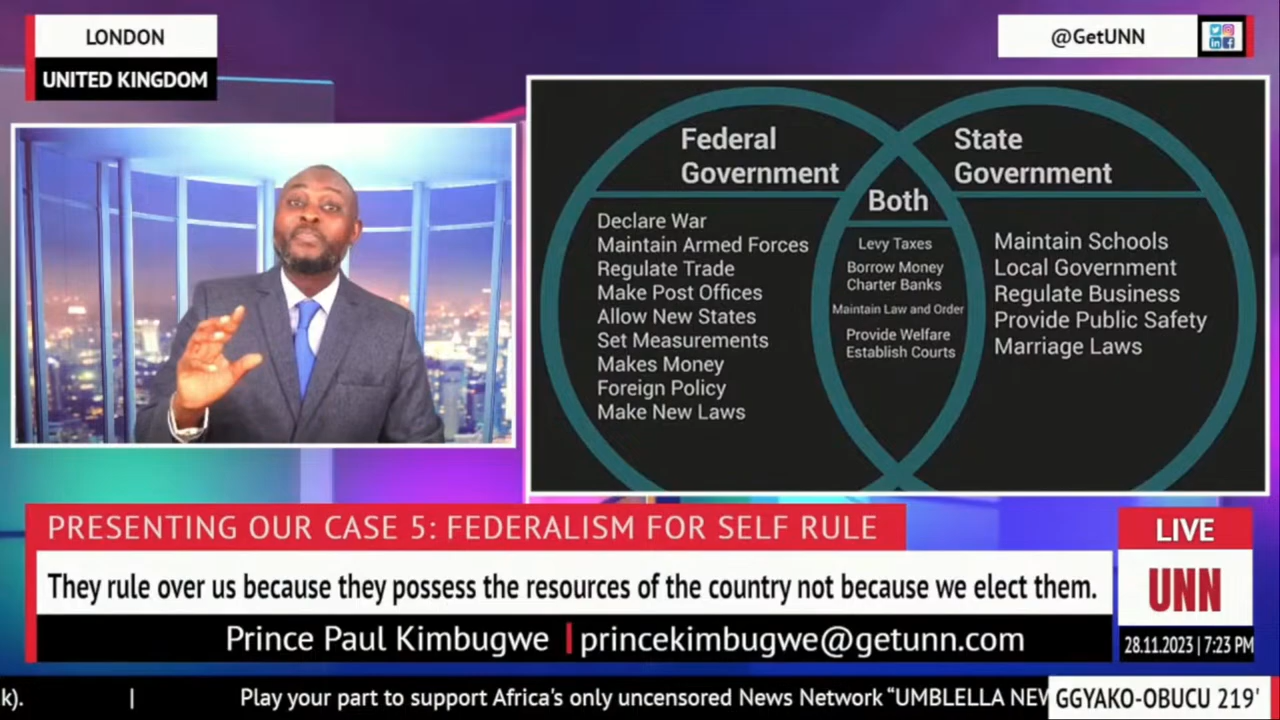 LONDON
UNITED KINGDOM
@GetUNN
Federal
Government
Declare War
Maintain Armed Forces
Regulate Trade
Make Post Offices
Allow New States
Set Measurements
Makes Money
Foreign Policy
Make New Laws
Both
Levy Taxes
Borrow Money
Charter Banks
Maintain Law and Order
Provide Welfare
Establish Courts
State
Government
Maintain Schools
Local Government
Regulate Business
Provide Public Safety
Marriage Laws
PRESENTING OUR CASE 5: FEDERALISM FOR SELF RULE
They rule over us because they possess the resources of the country not because we elect them.
Prince Paul Kimbugwe | princekimbugwe@getunn.com
LIVE
UNN
28.11.2023 | 7:23 PM
k). | Play your part to support Africa's only uncensored News Network “UMBLELLA NEW
GGYAKO-OBUCU 219'